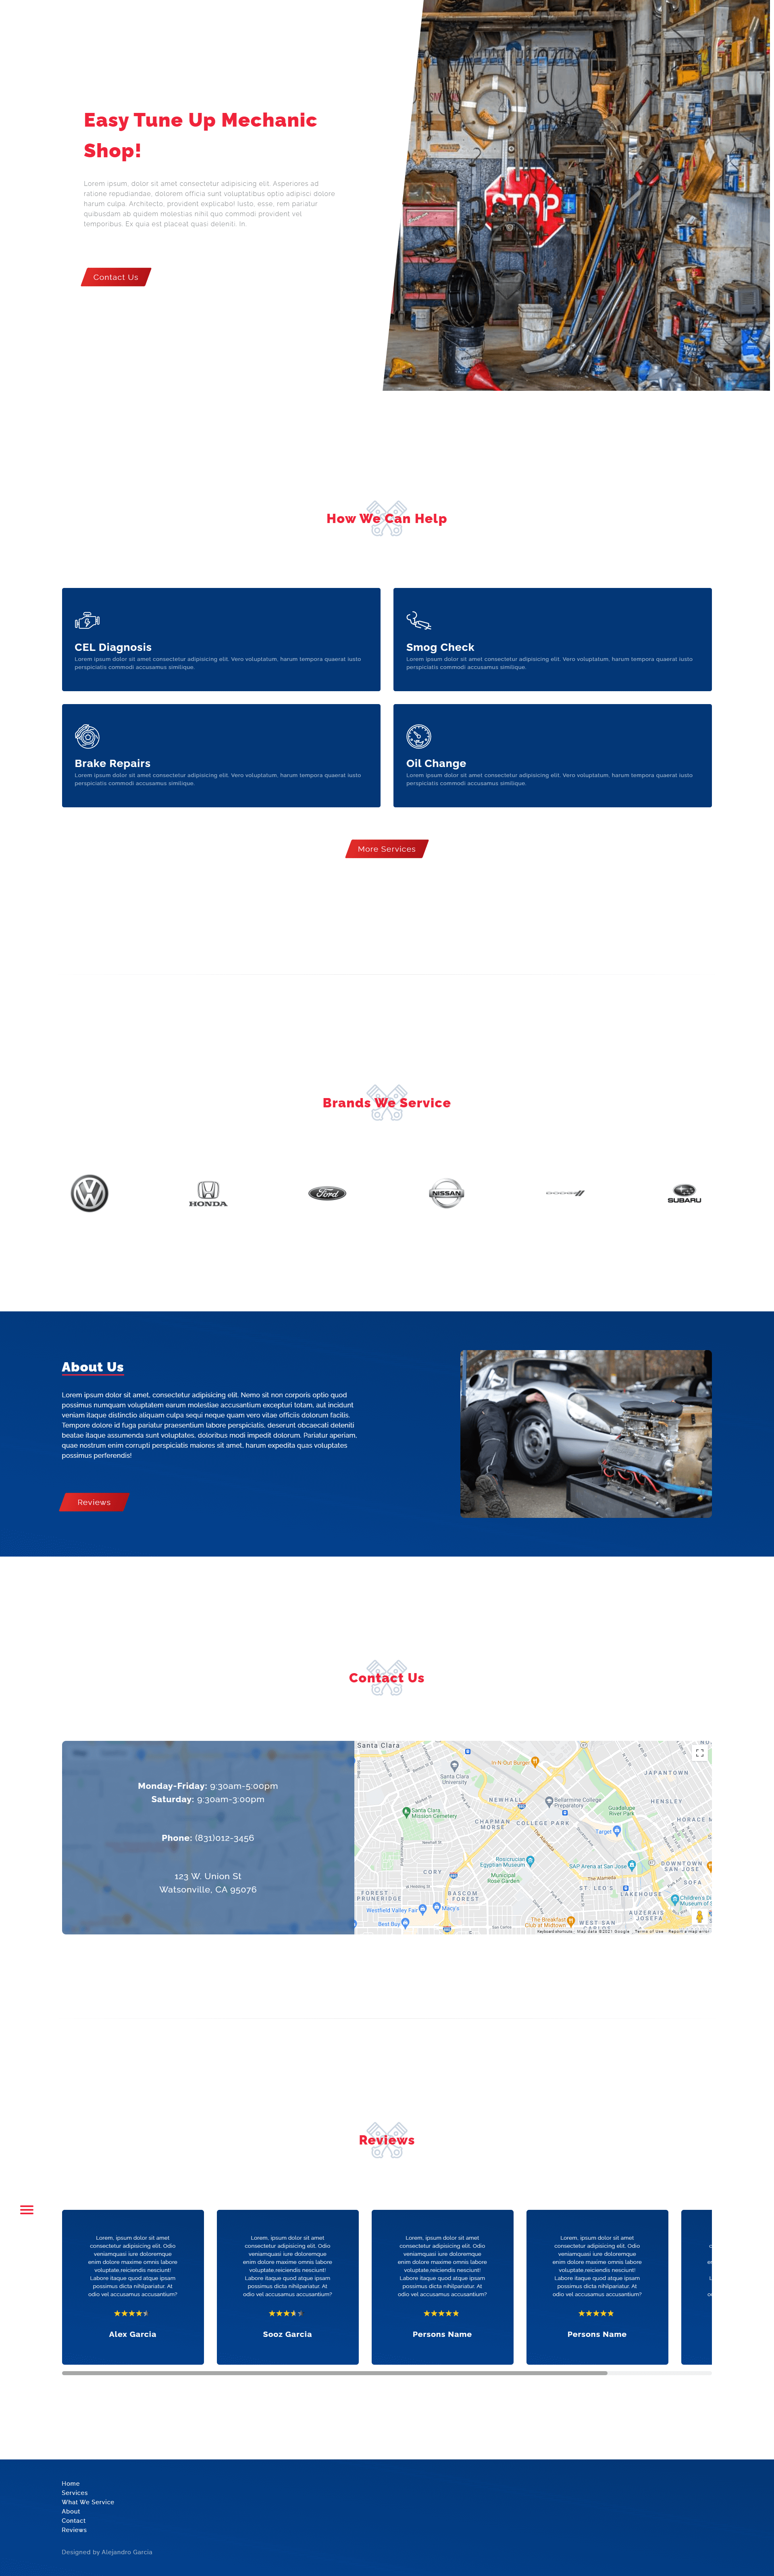 Easy Tune Up Mechanic
Shop!
Lorem ipsum, dolor sit amet consectetur adipisicing elit. Asperiores ad
ratione repudiandae, dolorem officia sunt voluptatibus optio adipisci dolore
harum culpa. Architecto, provident explicabo! Iusto, esse, rem pariatur
quibusdam ab quidem molestias nihil quo commodi provident vel
temporibus. Ex quia est placeat quasi deleniti. In.
STOP
Contact Us
How We Can Help
CEL Diagnosis
Lorem ipsum dolor sit amet consectetur adipisicing elit. Vero voluptatum, harum tempora quaerat iusto
perspiciatis commodi accusamus similique.
Smog Check
Lorem ipsum dolor sit amet consectetur adipisicing elit. Vero voluptatum, harum tempora quaerat iusto
perspiciatis commodi accusamus similique.
Brake Repairs
Lorem ipsum dolor sit amet consectetur adipisicing elit. Vero voluptatum, harum tempora quaerat iusto
perspiciatis commodi accusamus similique.
Oil Change
Lorem ipsum dolor sit amet consectetur adipisicing elit. Vero voluptatum, harum tempora quaerat iusto
perspiciatis commodi accusamus similique.
More Services
Brands We Service
HONDA
Ford
NISSAN
DODGE
SUBARU
About Us
Lorem ipsum dolor sit amet, consectetur adipisicing elit. Nemo sit non corporis optio quod
possimus numquam voluptatem earum molestiae accusantium excepturi totam, aut incidunt
veniam itaque distinctio aliquam culpa sequi neque quam vero vitae officiis dolorum facilis.
Tempore dolore id fuga pariatur praesentium labore perspiciatis, deserunt obcaecati deleniti
beatae itaque assumenda sunt voluptates, doloribus modi impedit dolorum. Pariatur aperiam,
quae nostrum enim corrupti perspiciatis maiores sit amet, harum expedita quas voluptates
possimus perferendis!
Reviews
Contact Us
Monday-Friday: 9:30am-5:00pm
Saturday: 9.30am-3:00pm
Phone: (831)012-3456
123 W. Union St
Watsonville, CA 95076
Santa Clara
In-N-Out Burger
Santa Clara
University
JAPANTOWN
NEWHALL
Bellarmine College
Preparatory
HENSLEY
Santa Clara
Mission Cemetery
Guadalupe
River Park
CHAPMAN
MORSE
COLLEGE PARK
HORACE M
Target
Rosicrucian
Egyptian Museum
SAP Arena at San Jose
DOWNTOWN
SAN JOSE
Municipal
Rose Garden
The Alameda
CORY
SOFA
ST LEO'S
LAKEHOUSE
FOREST
PRUNERIDGE
BASCOM
FOREST
Children's Di
Museum of
Westfield Valley Fair
Macy's
AUZERAIS
JOSEFA
Best Buy
The Breakfast
Club at Midtown
WEST SAN
CARLOS
Keyboard shortcuts
Map data ©2021 Google
Terms of Use
Report a map error
Reviews
Lorem, ipsum dolor sit amet
consectetur adipisicing elit. Odio
veniamquasi iure doloremque
enim dolore maxime omnis labore
voluptate,reiciendis nesciunt!
Labore itaque quod atque ipsam
possimus dicta nihilpariatur. At
odio vel accusamus accusantium?
Alex Garcia
Lorem, ipsum dolor sit amet
consectetur adipisicing elit. Odio
veniamquasi iure doloremque
enim dolore maxime omnis labore
voluptate,reiciendis nesciunt!
Labore itaque quod atque ipsam
possimus dicta nihilpariatur. At
odio vel accusamus accusantium?
Sooz Garcia
Lorem, ipsum dolor sit amet
consectetur adipisicing elit. Odio
veniamquasi iure doloremque
enim dolore maxime omnis labore
voluptate,reiciendis nesciunt!
Labore itaque quod atque ipsam
possimus dicta nihilpariatur. At
odio vel accusamus accusantium?
Persons Name
Lorem, ipsum dolor sit amet
consectetur adipisicing elit. Odio
veniamquasi iure doloremque
enim dolore maxime omnis labore
voluptate,reiciendis nesciunt!
Labore itaque quod atque ipsam
possimus dicta nihilpariatur. At
odio vel accusamus accusantium?
Persons Name
Home
Services
What We Service
About
Contact
Reviews
Designed by Alejandro Garcia